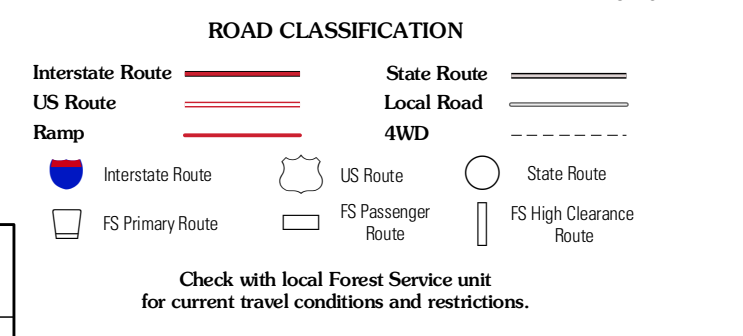 ROAD CLASSIFICATION
Interstate Route
State Route
US Route
Local Road
Ramp
4WD
Interstate Route
US Route
State Route
FS Primary Route
FS Passenger
Route
FS High Clearance
Route
Check with local Forest Service unit
for current travel conditions and restrictions.